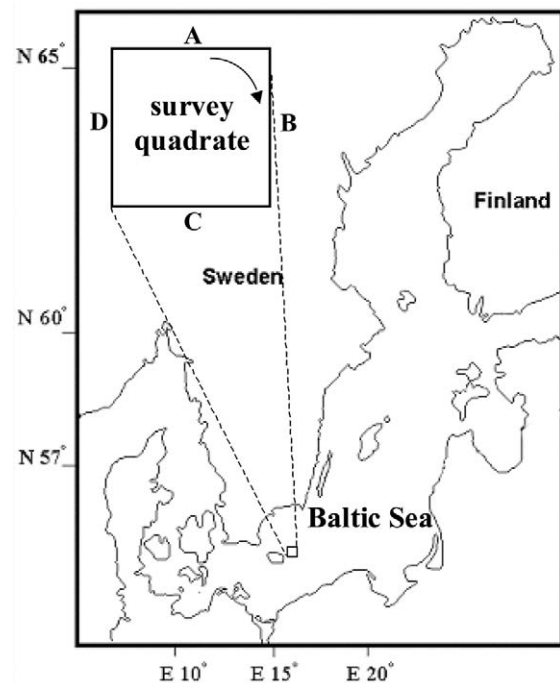 A
N 65°
survey
quadrate
D
B
C
Finland
Sweden
N 60°
N 57°
Baltic Sea
E 10°
E 15°
E 20°